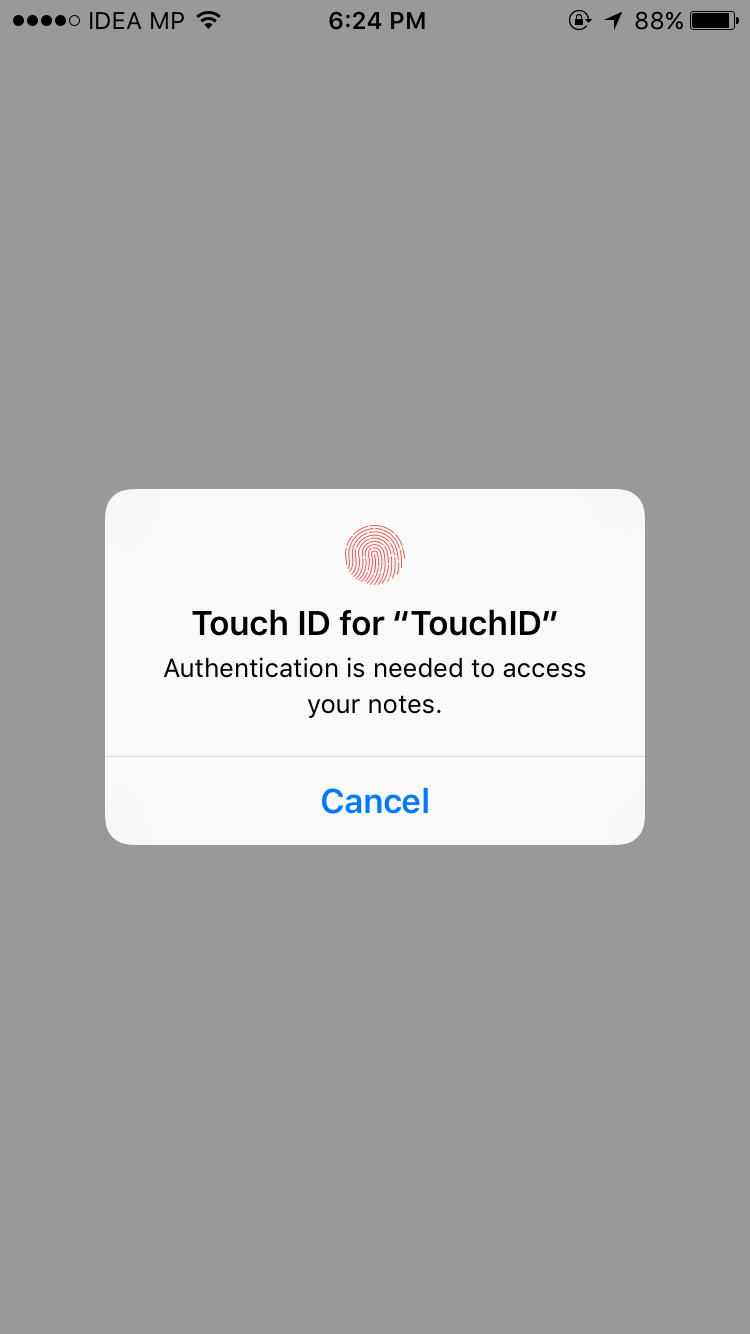 IDEA MP 6:24 PM 88%
Touch ID for “TouchID”
Authentication is needed to access
your notes.
Cancel